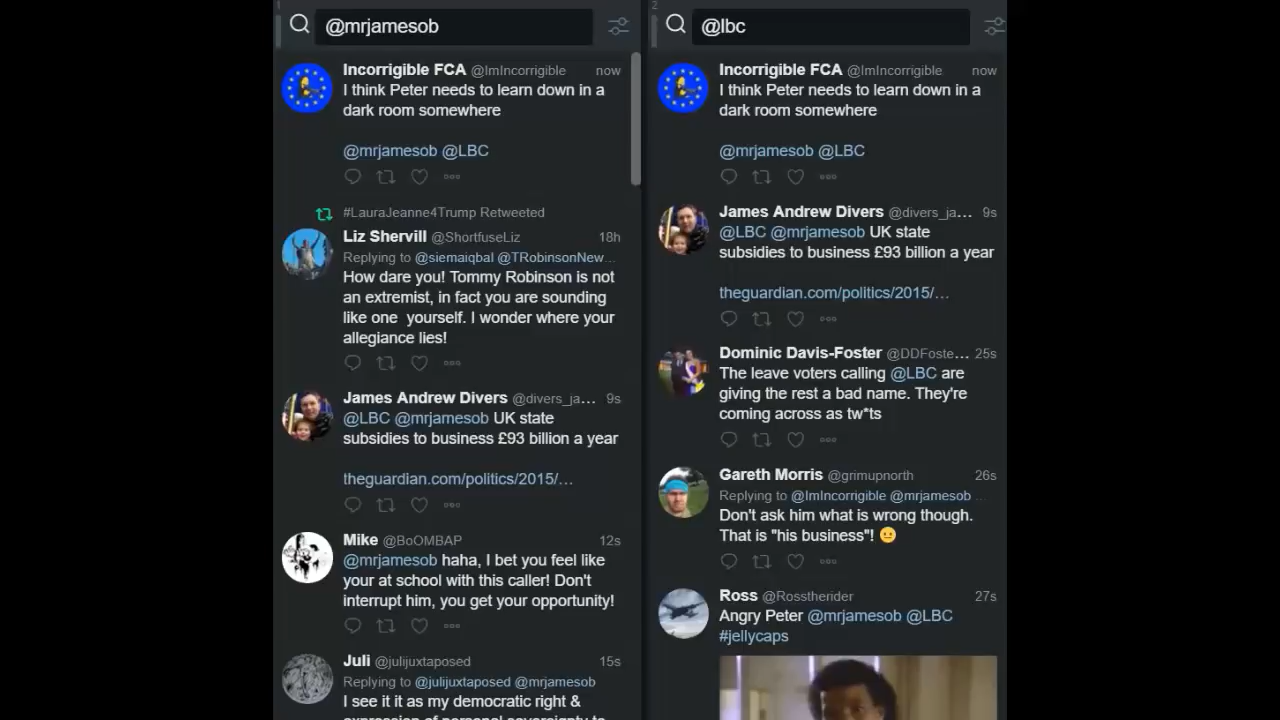 1
@mrjamesob
Incorrigible FCA @ImIncorrigible now
I think Peter needs to learn down in a
dark room somewhere
@mrjamesob @LBC
#LauraJeanne4Trump Retweeted
Liz Shervill @ShortfuseLiz 18h
Replying to @siemaiqbal @TRobinsonNew...
How dare you! Tommy Robinson is not
an extremist, in fact you are sounding
like one yourself. I wonder where your
allegiance lies!
James Andrew Divers @divers_ja... 9s
@LBC @mrjamesob UK state
subsidies to business £93 billion a year
theguardian.com/politics/2015/...
Mike @BoOMBAP 12s
@mrjamesob haha, I bet you feel like
your at school with this caller! Don't
interrupt him, you get your opportunity!
Juli @julijuxtaposed 15s
Replying to @julijuxtaposed @mrjamesob
I see it it as my democratic right &
expression of personal sovereignty to
2
@lbc
Incorrigible FCA @ImIncorrigible now
I think Peter needs to learn down in a
dark room somewhere
@mrjamesob @LBC
James Andrew Divers @divers_ja... 9s
@LBC @mrjamesob UK state
subsidies to business £93 billion a year
theguardian.com/politics/2015/...
Dominic Davis-Foster @DDFoste... 25s
The leave voters calling @LBC are
giving the rest a bad name. They're
coming across as tw*ts
Gareth Morris @grimupnorth 26s
Replying to @ImIncorrigible @mrjamesob ...
Don't ask him what is wrong though.
That is "his business"! 😐
Ross @Rosstherider 27s
Angry Peter @mrjamesob @LBC
#jellycaps